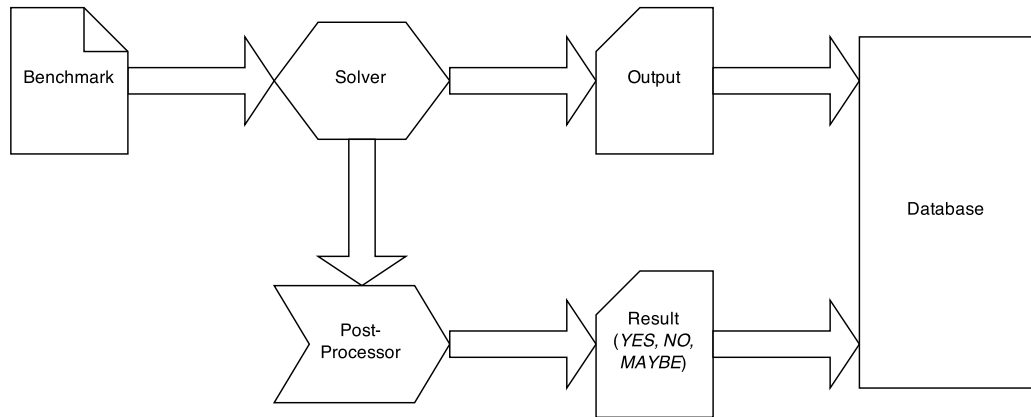 Benchmark
Solver
Output
Database
Post-
Processor
Result
(YES, NO,
MAYBE)